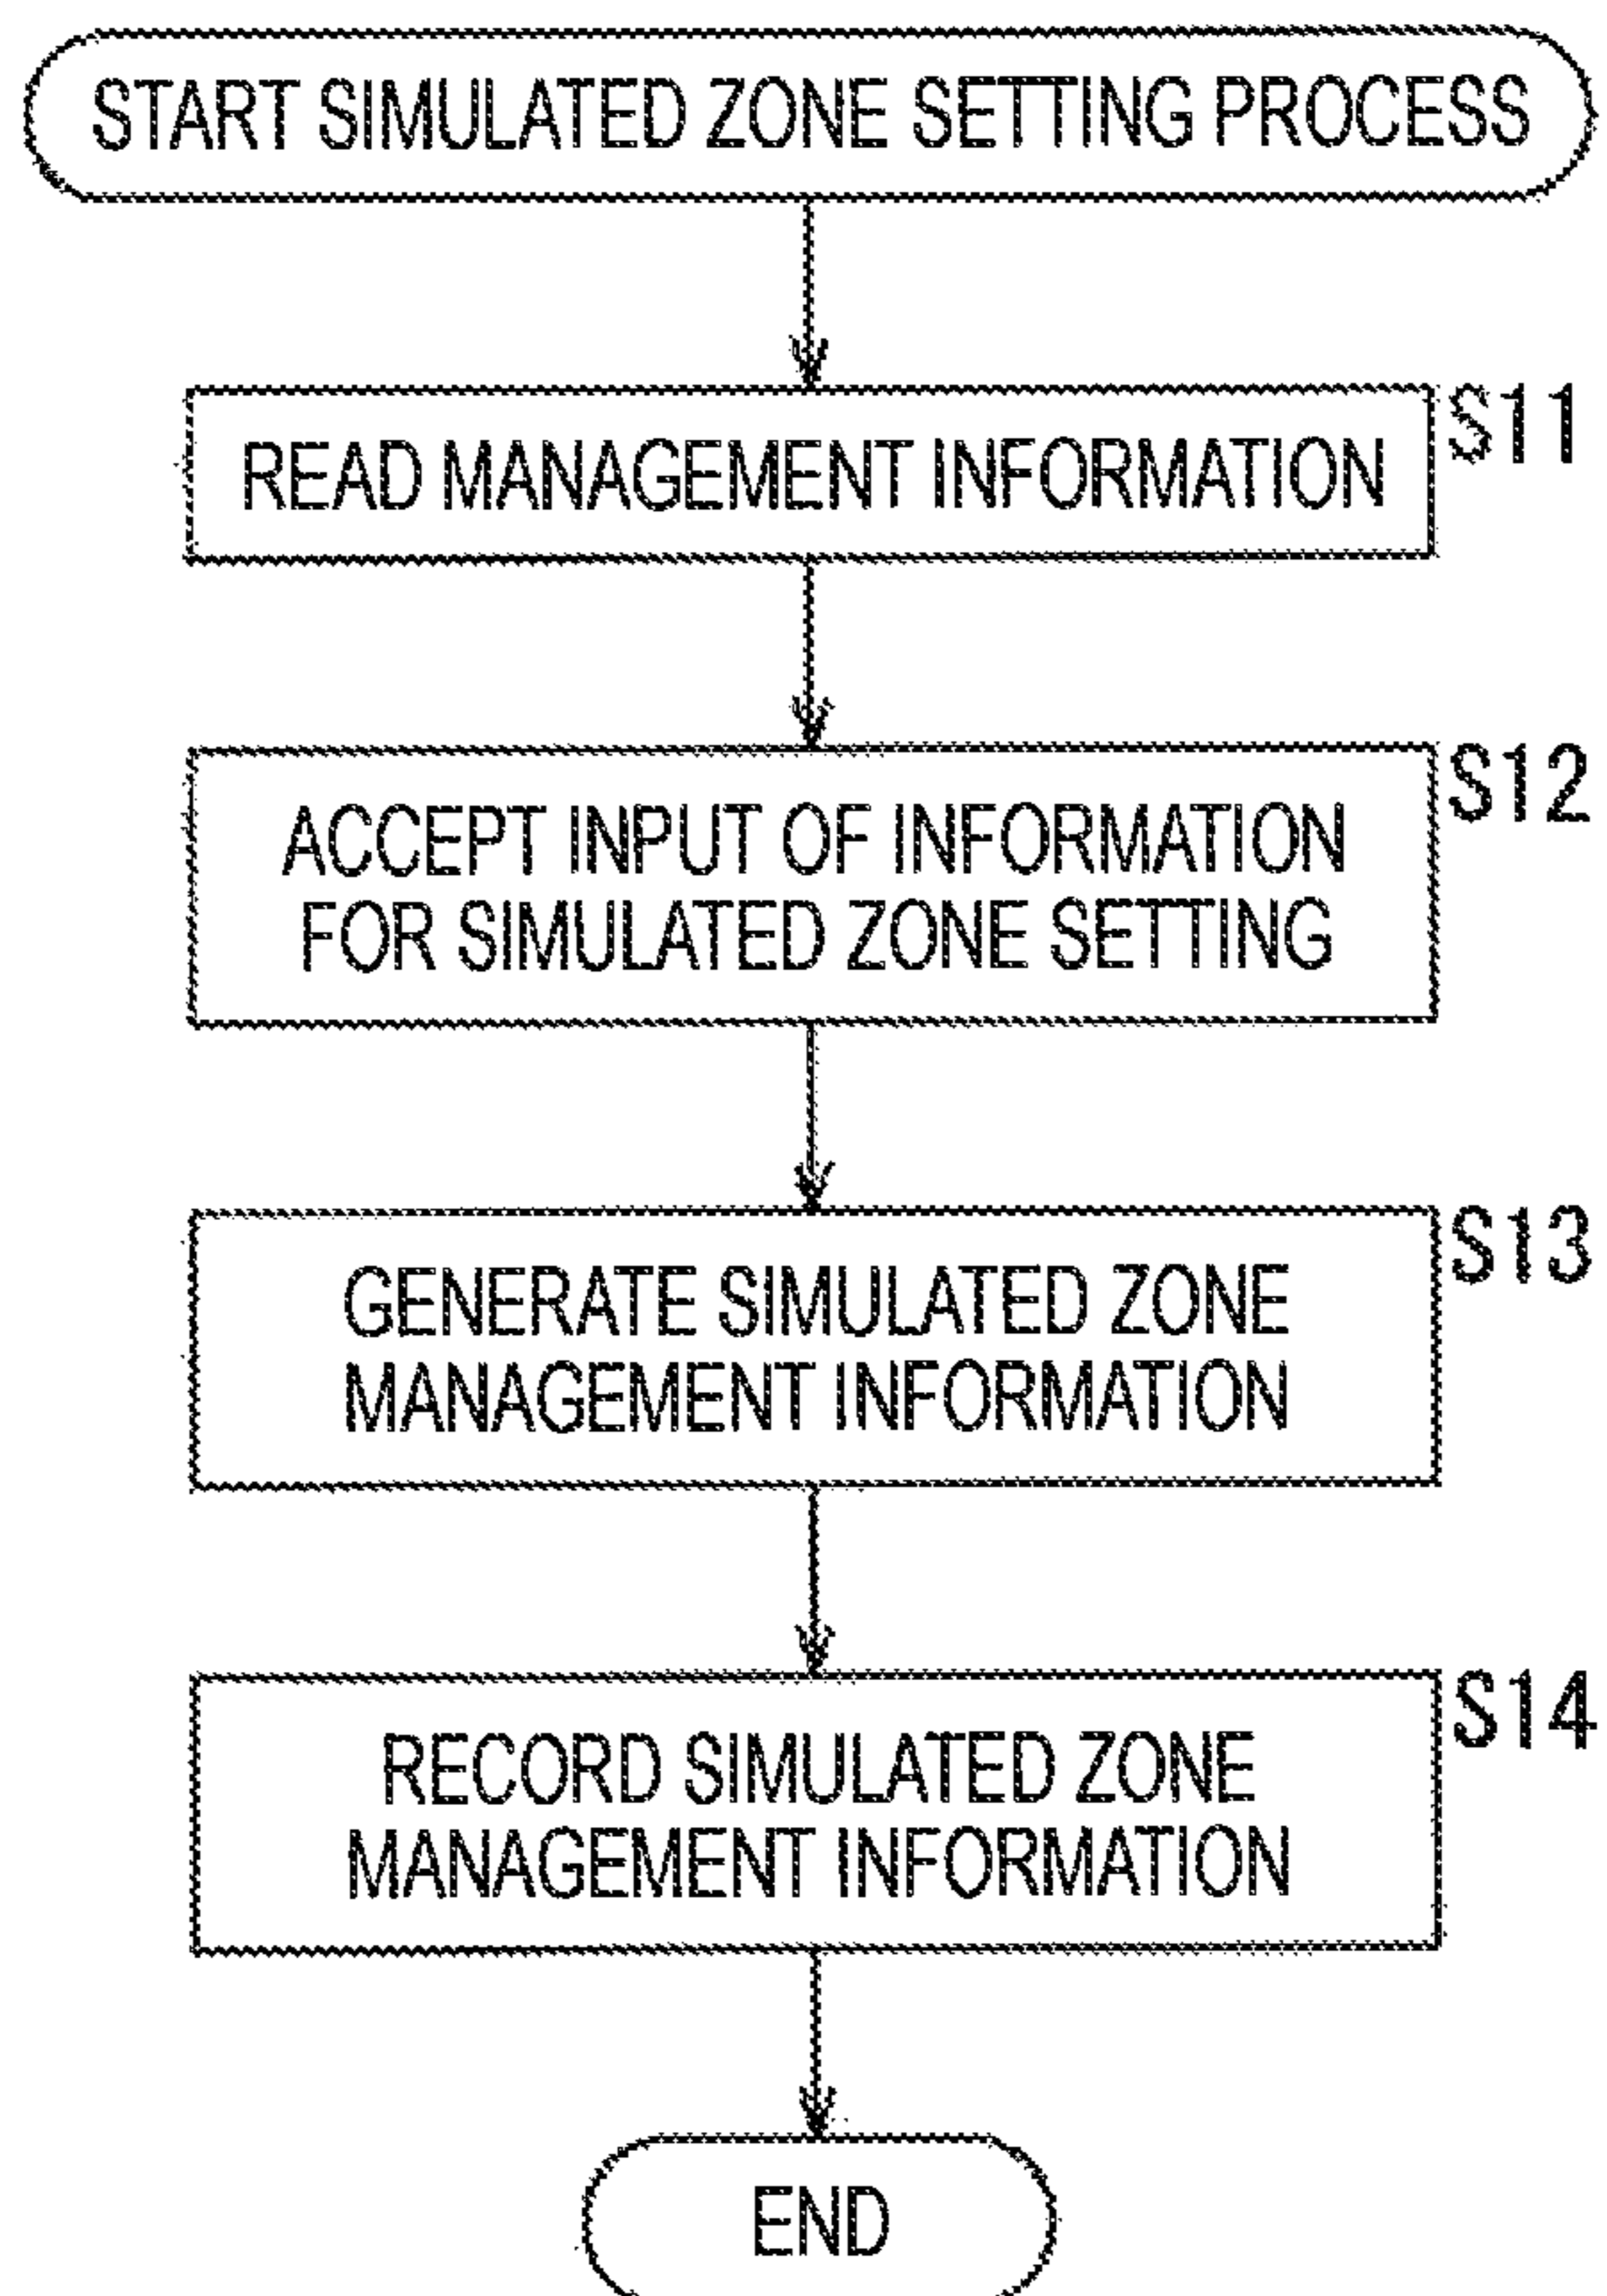 START SIMULATED ZONE SETTING PROCESS
S11
READ MANAGEMENT INFORMATION
S12
ACCEPT INPUT OF INFORMATION
FOR SIMULATED ZONE SETTING
S13
GENERATE SIMULATED ZONE
MANAGEMENT INFORMATION
S14
RECORD SIMULATED ZONE
MANAGEMENT INFORMATION
END